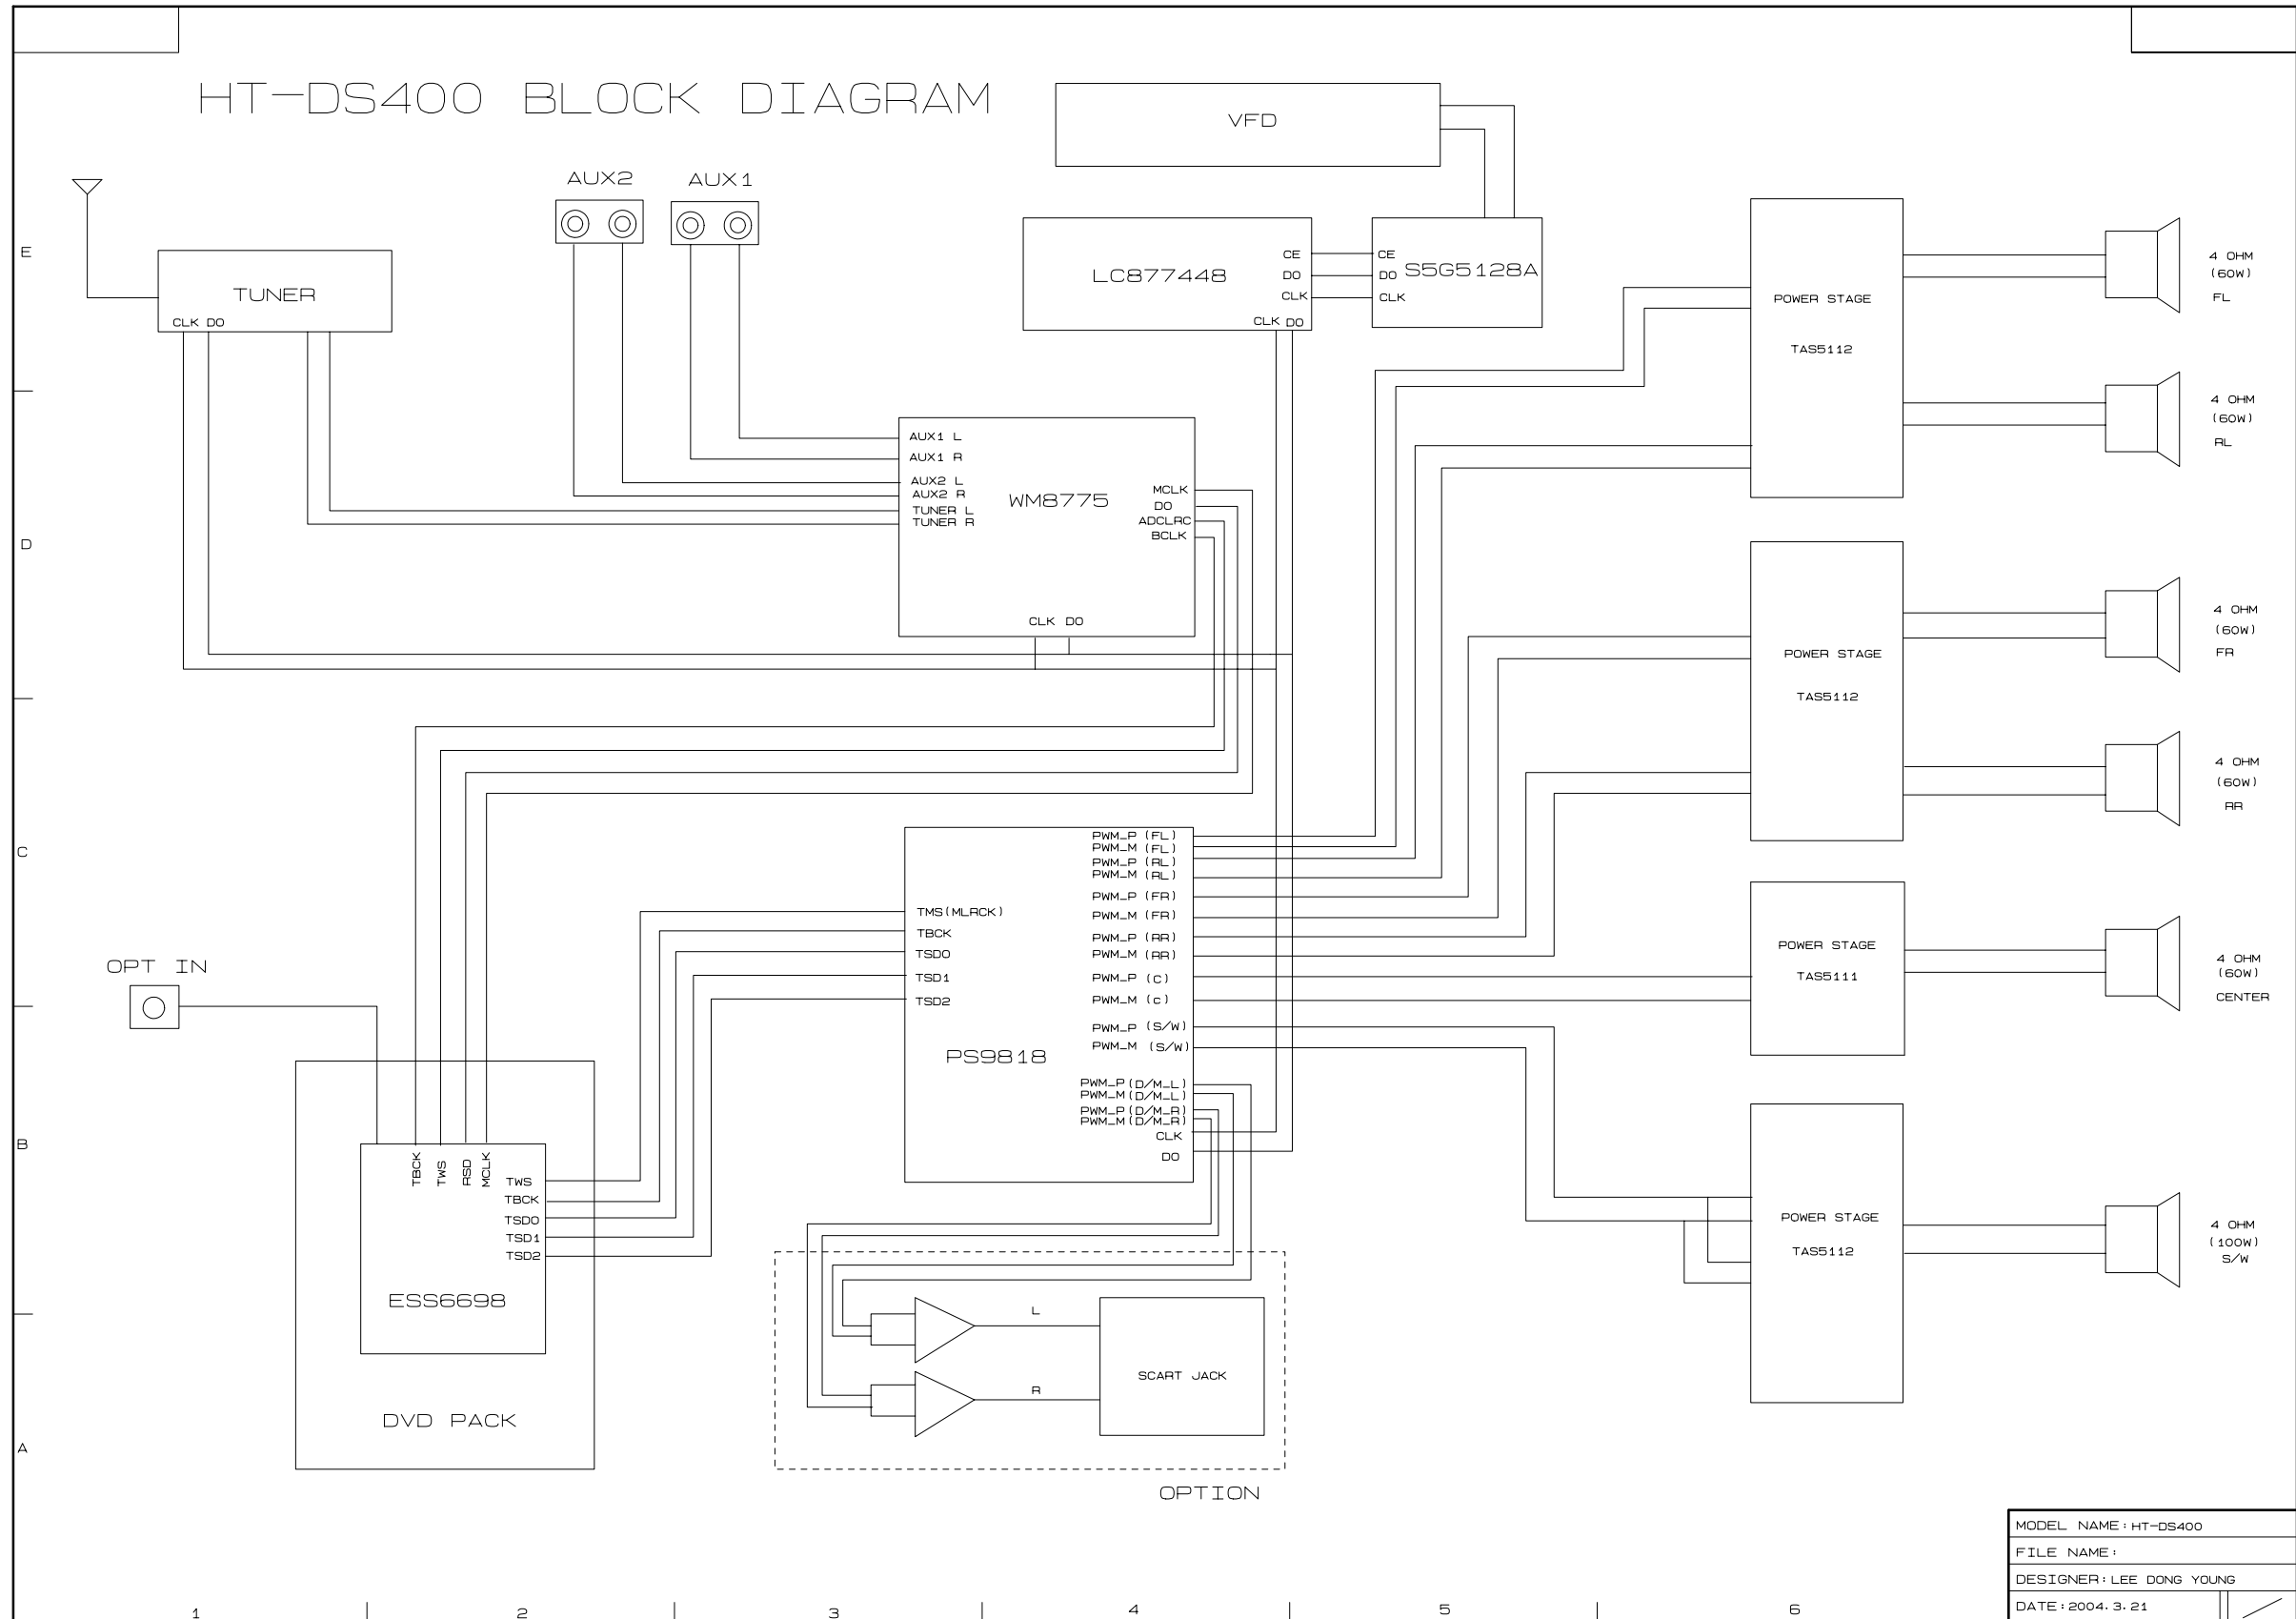 HT-DS400 BLOCK DIAGRAM
VFD
AUX2
AUX1
E
TUNER
CLK DO
LC877448
CE
DO
CLK
CLK DO
CE
DO
CLK
S5G5128A
POWER STAGE
TAS5112
4 OHM
(60W)
FL
4 OHM
(60W)
RL
D
AUX1 L
AUX1 R
AUX2 L
AUX2 R
TUNER L
TUNER R
WM8775
MCLK
DO
ADCLRC
BCLK
CLK DO
POWER STAGE
TAS5112
4 OHM
(60W)
FR
4 OHM
(60W)
RR
C
TMS(MLRCK)
TBCK
TSD0
TSD1
TSD2
PS9818
PWM_P (FL)
PWM_M (FL)
PWM_P (RL)
PWM_M (RL)
PWM_P (FR)
PWM_M (FR)
PWM_P (RR)
PWM_M (RR)
PWM_P (C)
PWM_M (C)
PWM_P (S/W)
PWM_M (S/W)
PWM_P(D/M_L)
PWM_M(D/M_L)
PWM_P(D/M_R)
PWM_M(D/M_R)
CLK
DO
POWER STAGE
TAS5111
4 OHM
(60W)
CENTER
OPT IN
B
TBCK
TWS
RSD
MCLK
TWS
TBCK
TSD0
TSD1
TSD2
ESS6698
DVD PACK
POWER STAGE
TAS5112
4 OHM
(100W)
S/W
A
L
R
SCART JACK
OPTION
MODEL NAME: HT-DS400
FILE NAME:
DESIGNER: LEE DONG YOUNG
DATE: 2004. 3. 21
1
2
3
4
5
6